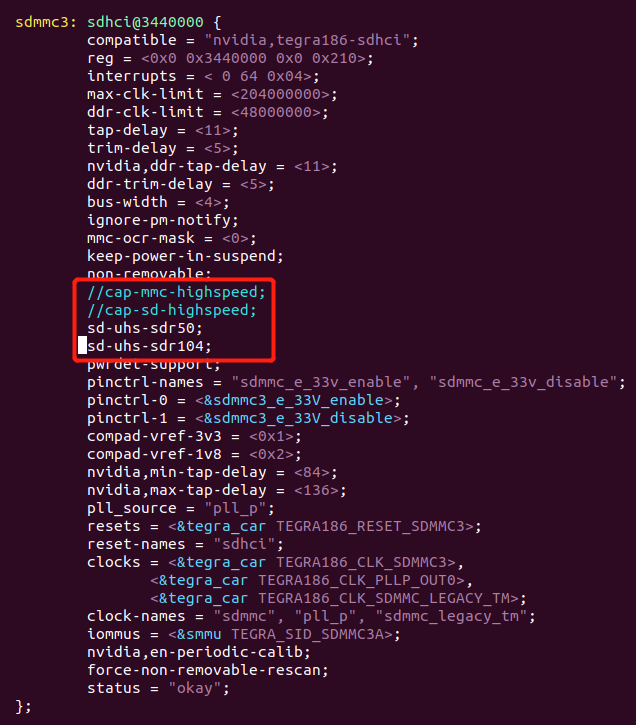 sdmmc3: sdhci@3440000 {
compatible = "nvidia,tegra186-sdhci";
reg = <0x0 0x3440000 0x0 0x210>;
interrupts = < 0 64 0x04>;
max-clk-limit = <204000000>;
ddr-clk-limit = <48000000>;
tap-delay = <11>;
trim-delay = <5>;
nvidia,ddr-tap-delay = <11>;
ddr-trim-delay = <5>;
bus-width = <4>;
ignore-pm-notify;
mmc-ocr-mask = <0>;
keep-power-in-suspend;
non-removable;
//cap-mmc-highspeed;
//cap-sd-highspeed;
sd-uhs-sdr50;
sd-uhs-sdr104;
pwrdet-support;
pinctrl-names = "sdmmc_e_33v_enable", "sdmmc_e_33v_disable";
pinctrl-0 = <&sdmmc3_e_33V_enable>;
pinctrl-1 = <&sdmmc3_e_33V_disable>;
compad-vref-3v3 = <0x1>;
compad-vref-1v8 = <0x2>;
nvidia,min-tap-delay = <84>;
nvidia,max-tap-delay = <136>;
pll_source = "pll_p";
resets = <&tegra_car TEGRA186_RESET_SDMMC3>;
reset-names = "sdhci";
clocks = <&tegra_car TEGRA186_CLK_SDMMC3>,
<&tegra_car TEGRA186_CLK_PLLP_OUT0>,
<&tegra_car TEGRA186_CLK_SDMMC_LEGACY_TM>;
clock-names = "sdmmc", "pll_p", "sdmmc_legacy_tm";
iommus = <&smmu TEGRA_SID_SDMMC3A>;
nvidia,en-periodic-calib;
force-non-removable-rescan;
status = "okay";
};